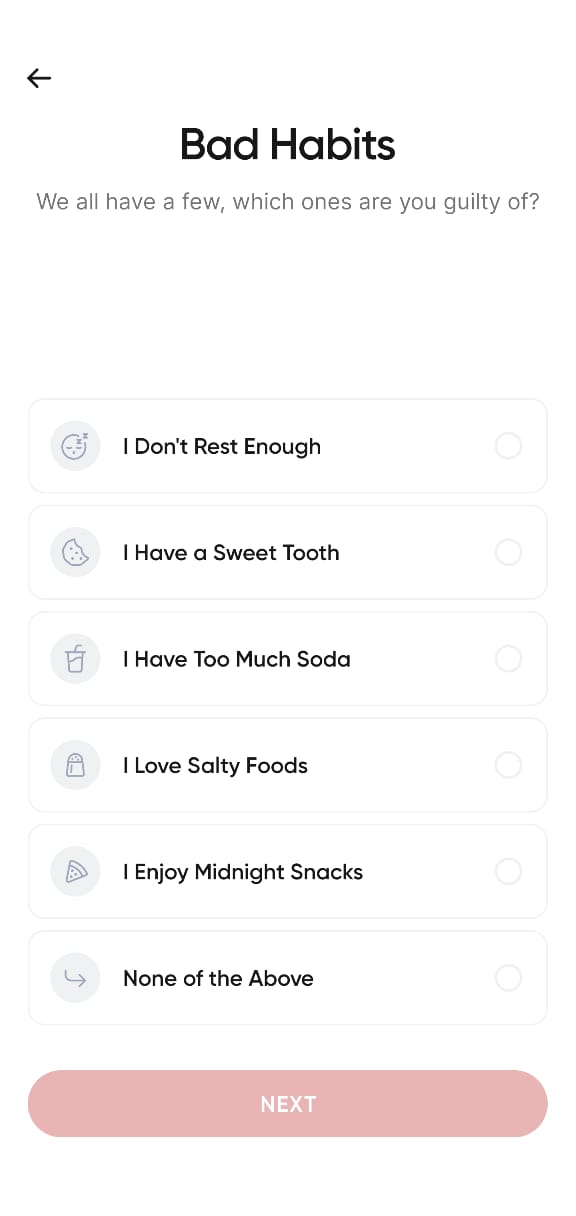 Bad Habits
We all have a few, which ones are you guilty of?
I Don't Rest Enough
I Have a Sweet Tooth
I Have Too Much Soda
I Love Salty Foods
I Enjoy Midnight Snacks
None of the Above
NEXT